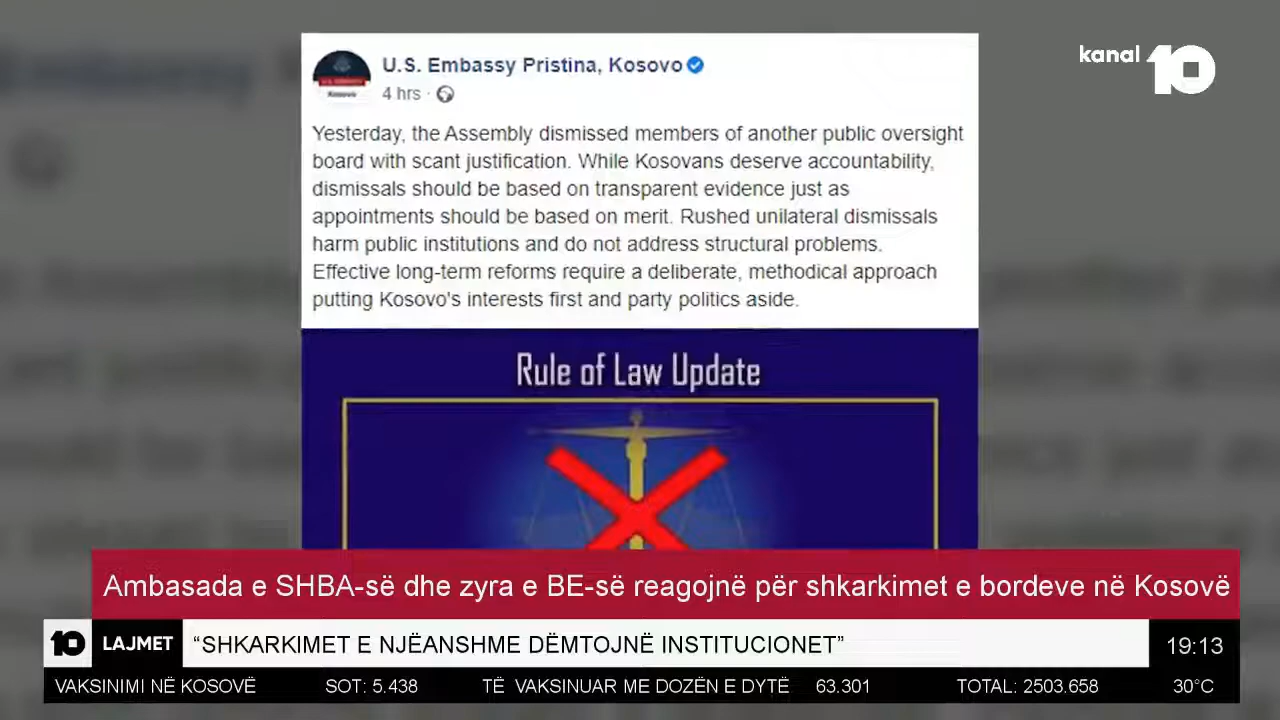 kanal 10
U.S. Embassy Pristina, Kosovo
4 hrs ·
Yesterday, the Assembly dismissed members of another public oversight
board with scant justification. While Kosovans deserve accountability,
dismissals should be based on transparent evidence just as
appointments should be based on merit. Rushed unilateral dismissals
harm public institutions and do not address structural problems.
Effective long-term reforms require a deliberate, methodical approach
putting Kosovo's interests first and party politics aside.
Rule of Law Update
Ambasada e SHBA-së dhe zyra e BE-së reagojnë për shkarkimet e bordeve në Kosovë
10 LAJMET “SHKARKIMET E NJËANSHME DËMTOJNË INSTITUCIONET” 19:13
VAKSINIMI NË KOSOVË SOT: 5.438 TË VAKSINUAR ME DOZËN E DYTË 63.301 TOTAL: 2503.658 30°C